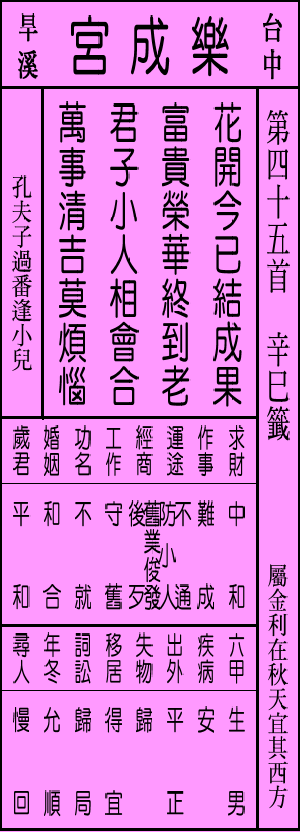 台中
樂成宮
旱溪
第四十五首 辛巳籤 屬金利在秋天宜其西方
花開今已結成果
富貴榮華終到老
君子小人相會合
萬事清吉莫煩惱
孔夫子過番逢小兒
求財 中和
作事 難成
運途 不通 防小人
經商 舊業俊發 後歹
工作 守舊
功名 不就
婚姻 和合
歲君 平和
六甲 生男
疾病 安
出外 平正
失物 歸
移居 得宜
詞訟 歸局
年冬 允順
尋人 慢回